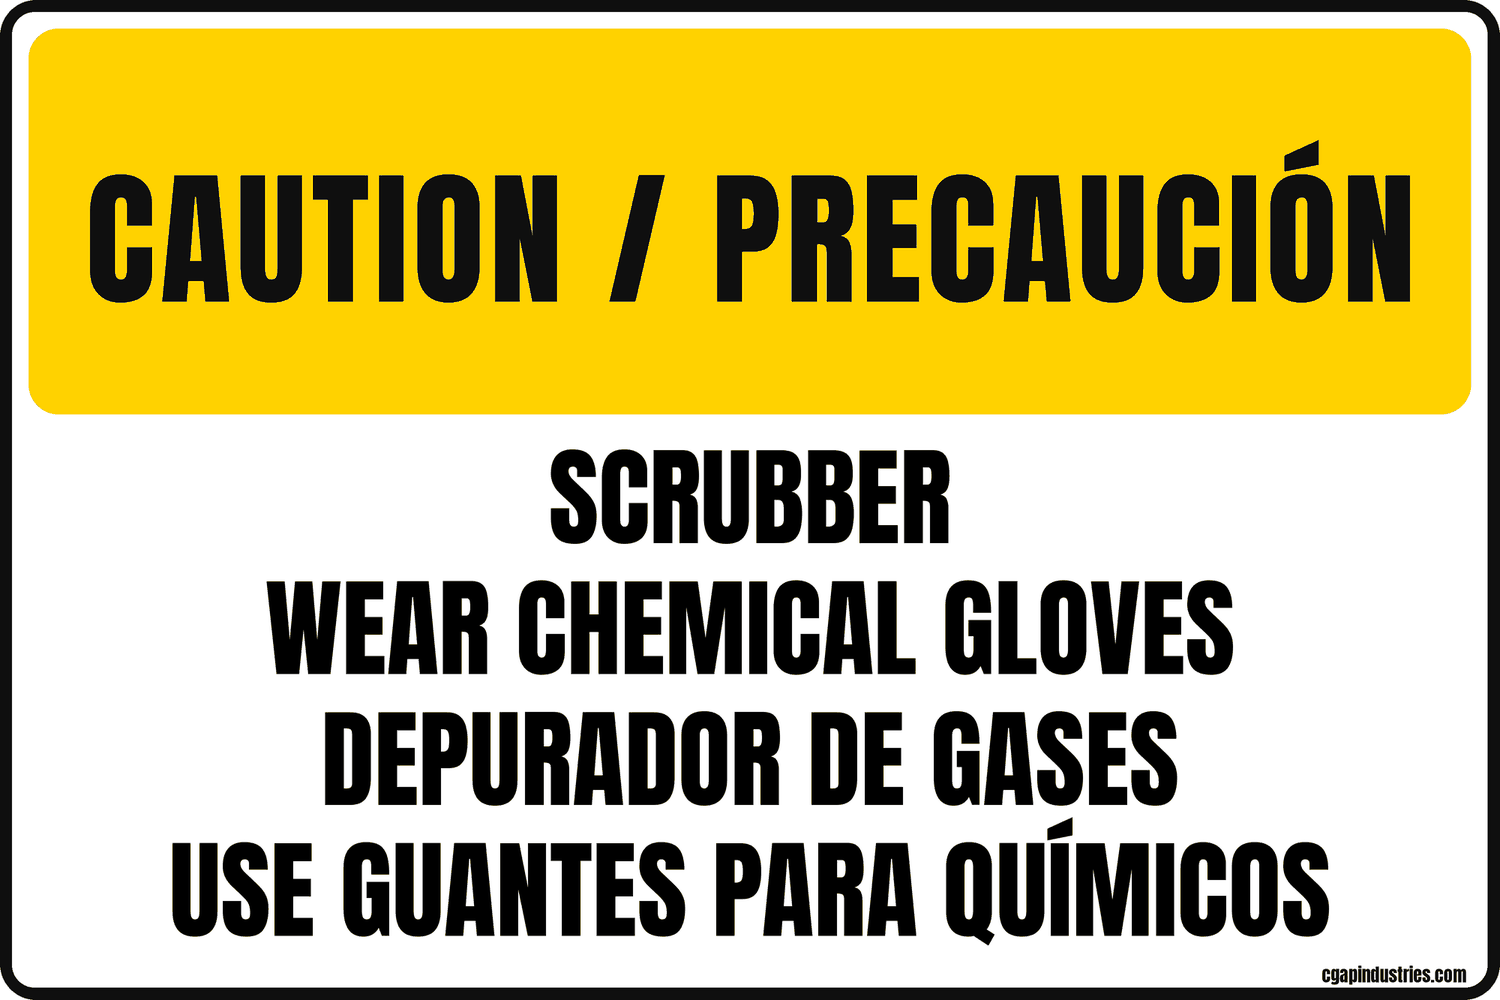 CAUTION / PRECAUCIÓN
SCRUBBER
WEAR CHEMICAL GLOVES
DEPURADOR DE GASES
USE GUANTES PARA QUÍMICOS
cgapindustries.com